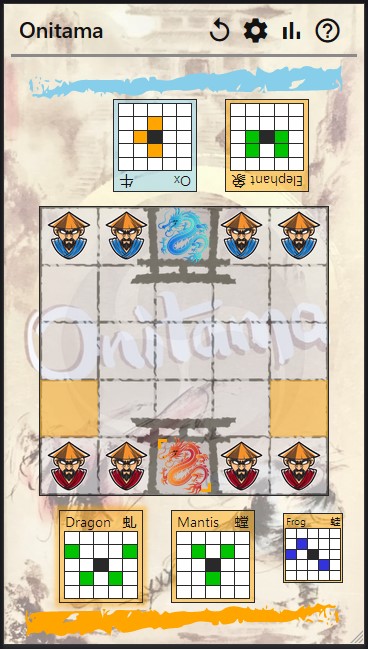 Onitama
Ox 牛
Elephant 象
Onitama
Dragon 虬
Mantis 螳
Frog 蛙